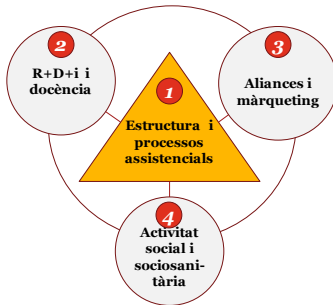 2
R+D+i i
docència
3
Aliances i
màrqueting
1
Estructura i
processos
assistencials
4
Activitat
social i
sociosani-
tària